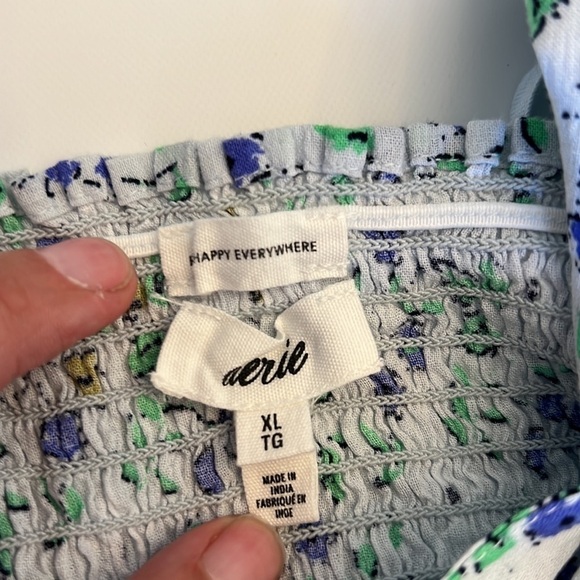 HAPPY EVERYWHERE
aerie
XL
TG
MADE IN
INDIA
FABRIQUÉ EN
INDE